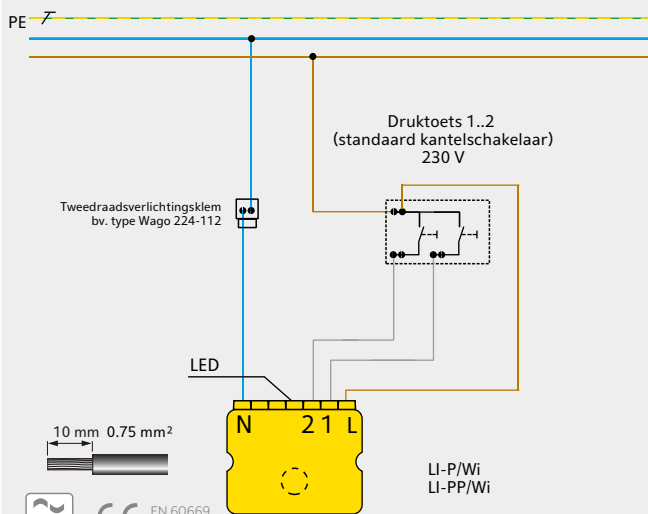 PE
Druktoets 1..2
(standaard kantelschakelaar)
230 V
Tweedraadsverlichtingsklem
bv. type Wago 224-112
LED
N 2 1 L
10 mm 0.75 mm²
LI-P/Wi
LI-PP/Wi
CE EN 60669